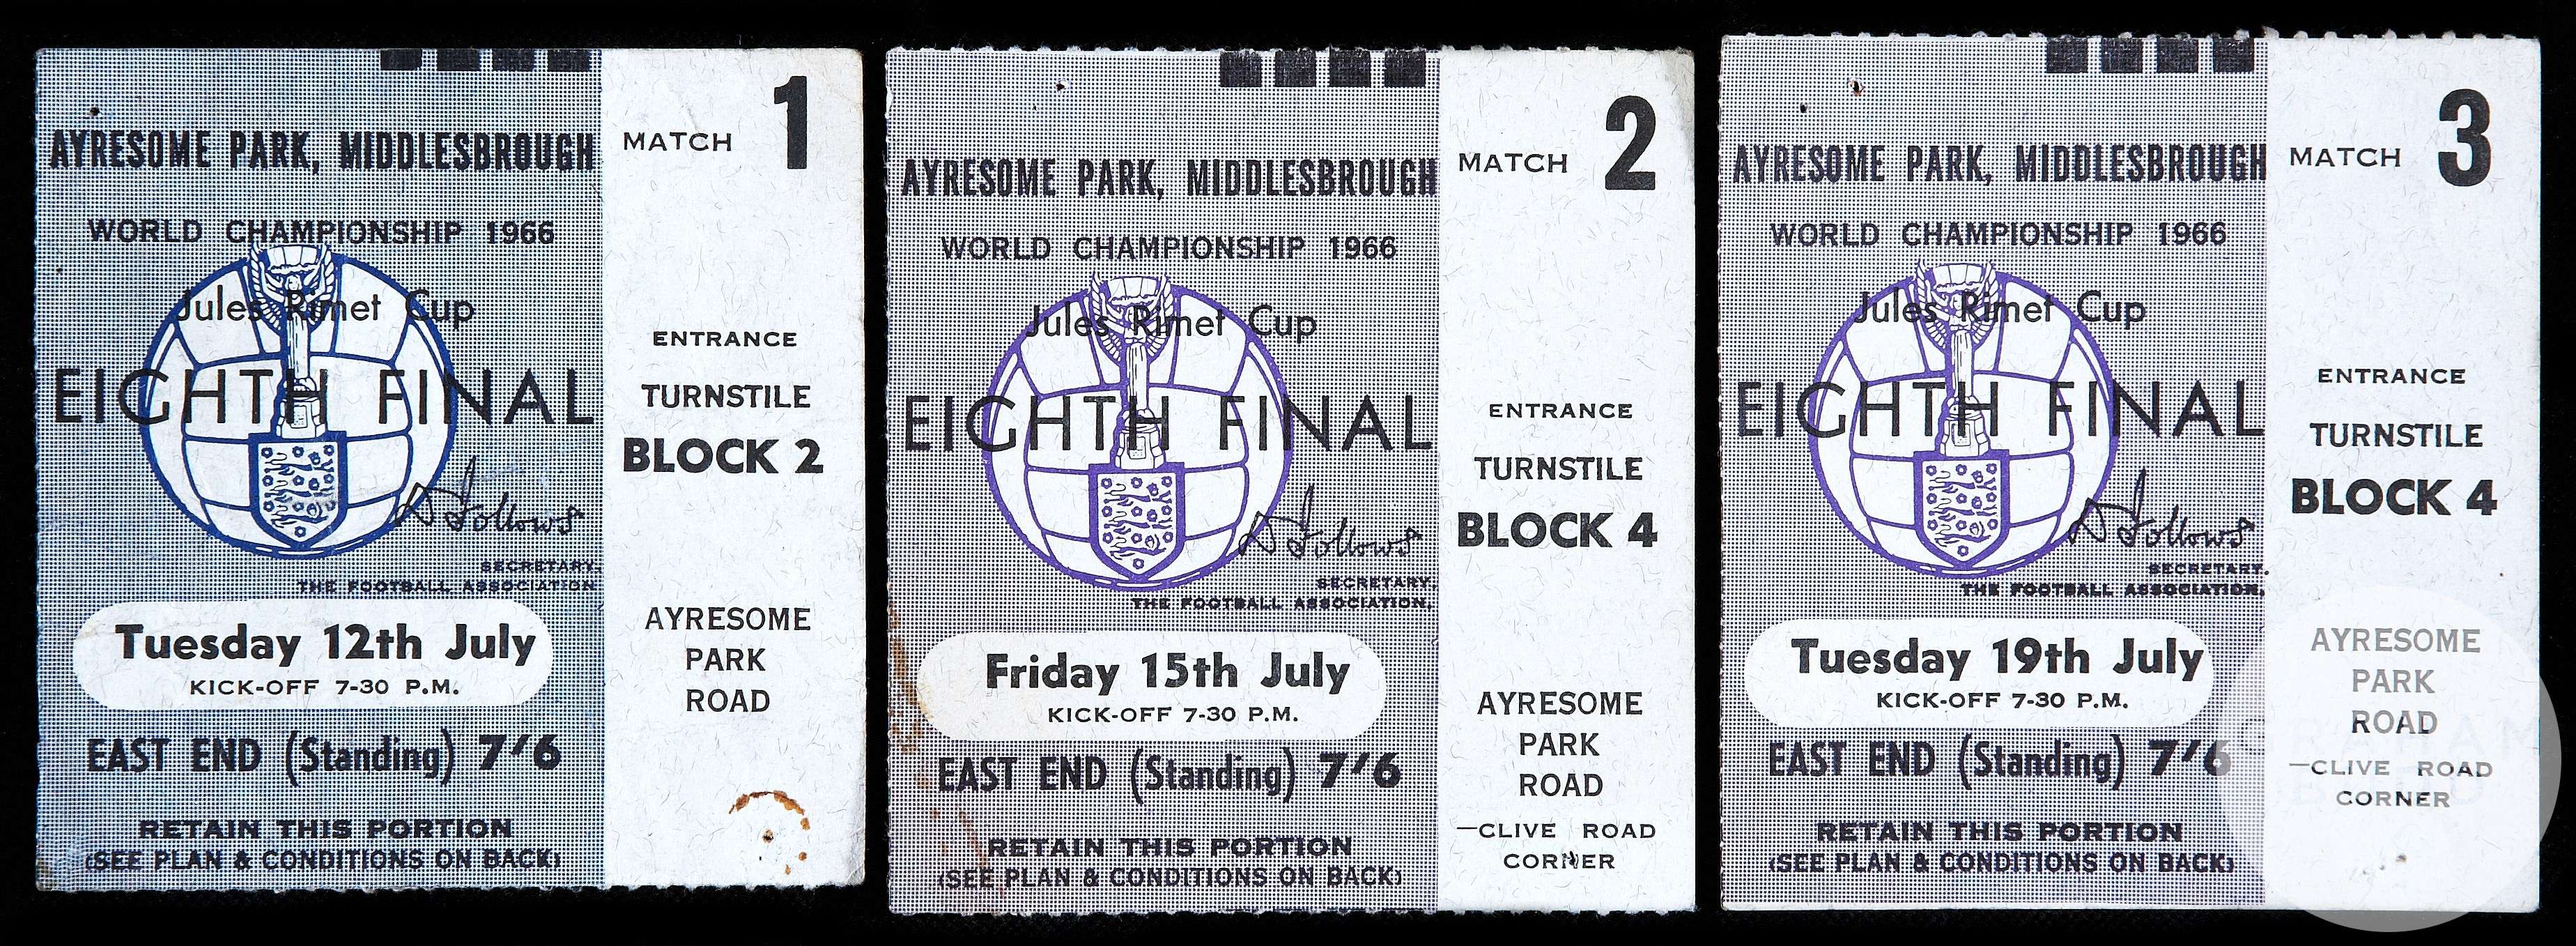 AYRESOME PARK, MIDDLESBROUGH
WORLD CHAMPIONSHIP 1966
Jules Rimet Cup
EIGHTH FINAL
D Follows
SECRETARY,
THE FOOTBALL ASSOCIATION.
Tuesday 12th July
KICK-OFF 7-30 P.M.
EAST END (Standing) 7'6
RETAIN THIS PORTION
(SEE PLAN & CONDITIONS ON BACK)
MATCH 1
ENTRANCE
TURNSTILE
BLOCK 2
AYRESOME
PARK
ROAD
AYRESOME PARK, MIDDLESBROUGH
WORLD CHAMPIONSHIP 1966
Jules Rimet Cup
EIGHTH FINAL
D Follows
SECRETARY,
THE FOOTBALL ASSOCIATION.
Friday 15th July
KICK-OFF 7-30 P.M.
EAST END (Standing) 7'6
RETAIN THIS PORTION
(SEE PLAN & CONDITIONS ON BACK)
MATCH 2
ENTRANCE
TURNSTILE
BLOCK 4
AYRESOME
PARK
ROAD
—CLIVE ROAD
CORNER
AYRESOME PARK, MIDDLESBROUGH
WORLD CHAMPIONSHIP 1966
Jules Rimet Cup
EIGHTH FINAL
D Follows
SECRETARY.
THE FOOTBALL ASSOCIATION,
Tuesday 19th July
KICK-OFF 7-30 P.M.
EAST END (Standing) 7'6
RETAIN THIS PORTION
(SEE PLAN & CONDITIONS ON BACK)
MATCH 3
ENTRANCE
TURNSTILE
BLOCK 4
AYRESOME
PARK
ROAD
—CLIVE ROAD
CORNER